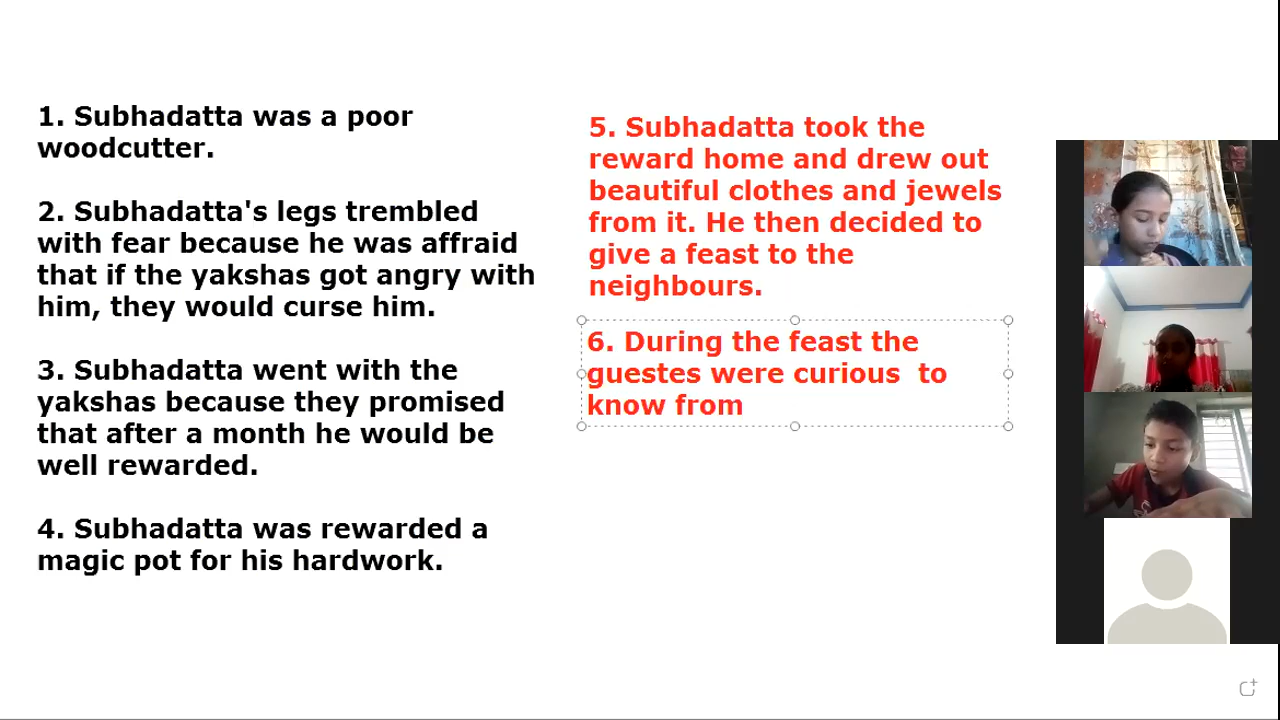 1. Subhadatta was a poor
woodcutter.
2. Subhadatta's legs trembled
with fear because he was affraid
that if the yakshas got angry with
him, they would curse him.
3. Subhadatta went with the
yakshas because they promised
that after a month he would be
well rewarded.
4. Subhadatta was rewarded a
magic pot for his hardwork.
5. Subhadatta took the
reward home and drew out
beautiful clothes and jewels
from it. He then decided to
give a feast to the
neighbours.
6. During the feast the
guestes were curious  to
know from